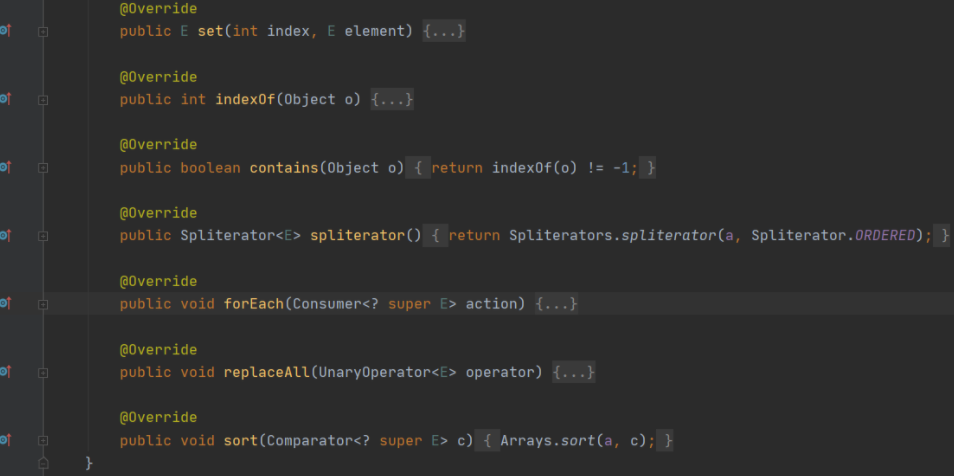 @Override
public E set(int index, E element) {...}
@Override
public int indexOf(Object o) {...}
@Override
public boolean contains(Object o) { return indexOf(o) != -1; }
@Override
public Spliterator<E> spliterator() { return Spliterators.spliterator(a, Spliterator.ORDERED); }
@Override
public void forEach(Consumer<? super E> action) {...}
@Override
public void replaceAll(UnaryOperator<E> operator) {...}
@Override
public void sort(Comparator<? super E> c) { Arrays.sort(a, c); }
}